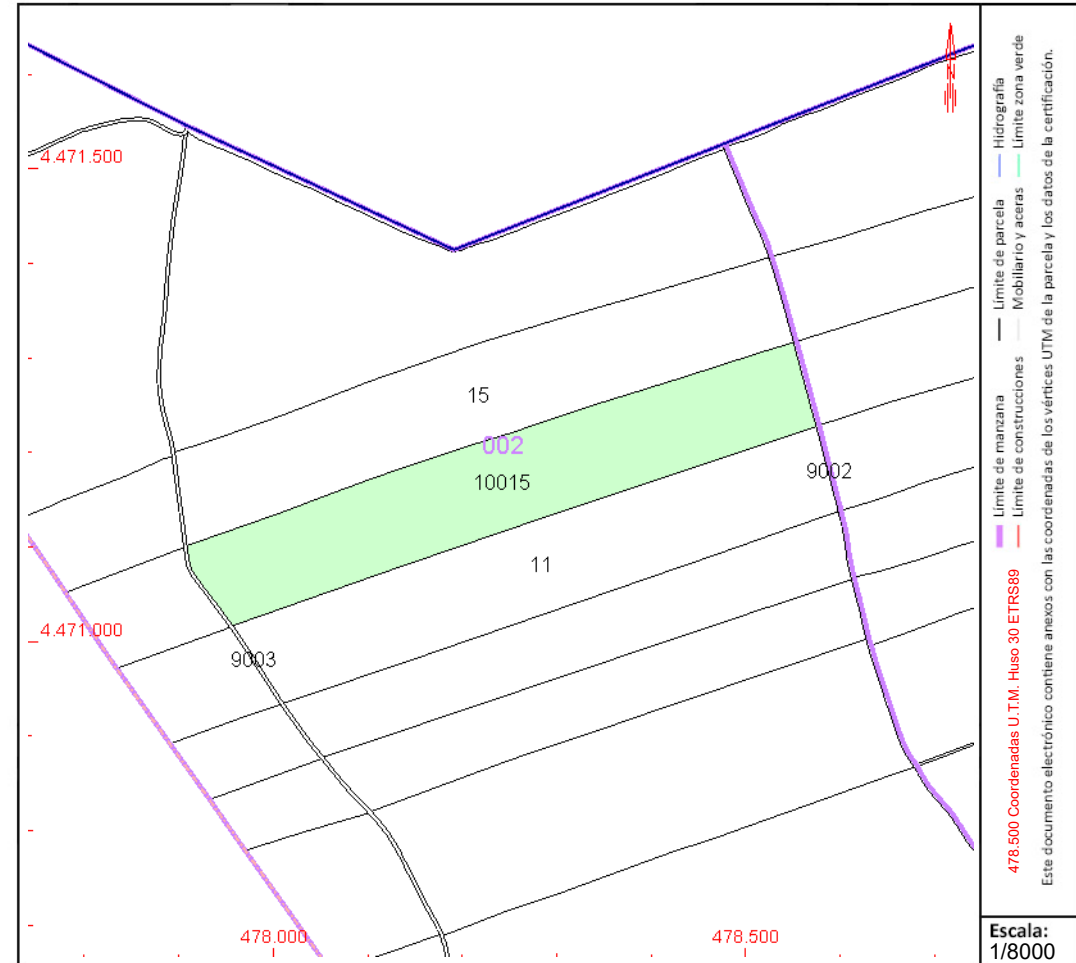 4.471.500
15
002
10015
9002
11
4.471.000
9003
478.000
478.500
N
Límite de manzana
Límite de parcela
Hidrografía
Límite de construcciones
Mobiliario y aceras
Límite zona verde
478.500 Coordenadas U.T.M. Huso 30 ETRS89
Este documento electrónico contiene anexos con las coordenadas de los vértices UTM de la parcela y los datos de la certificación.
Escala:
1/8000